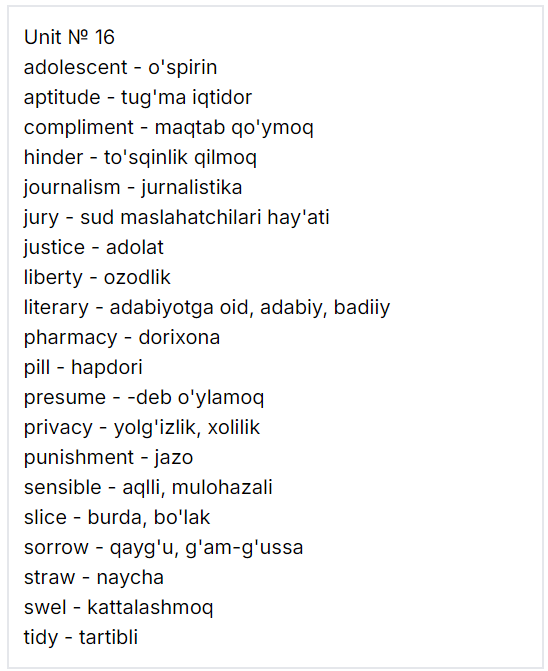 Unit № 16
adolescent - o'spirin
aptitude - tug'ma iqtidor
compliment - maqtab qo'ymoq
hinder - to'sqinlik qilmoq
journalism - jurnalistika
jury - sud maslahatchilari hay'ati
justice - adolat
liberty - ozodlik
literary - adabiyotga oid, adabiy, badiiy
pharmacy - dorixona
pill - hapdori
presume - -deb o'ylamoq
privacy - yolg'izlik, xolilik
punishment - jazo
sensible - aqlli, mulohazali
slice - burda, bo'lak
sorrow - qayg'u, g'am-g'ussa
straw - naycha
swel - kattalashmoq
tidy - tartibli